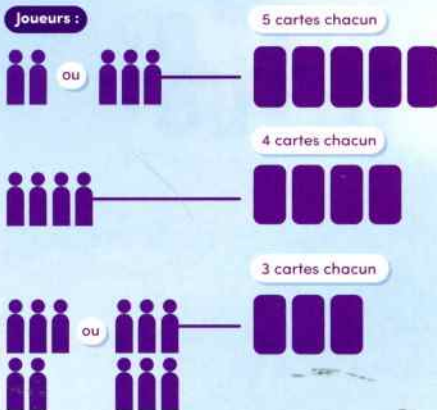 Joueurs :
5 cartes chacun
ou
4 cartes chacun
3 cartes chacun
ou